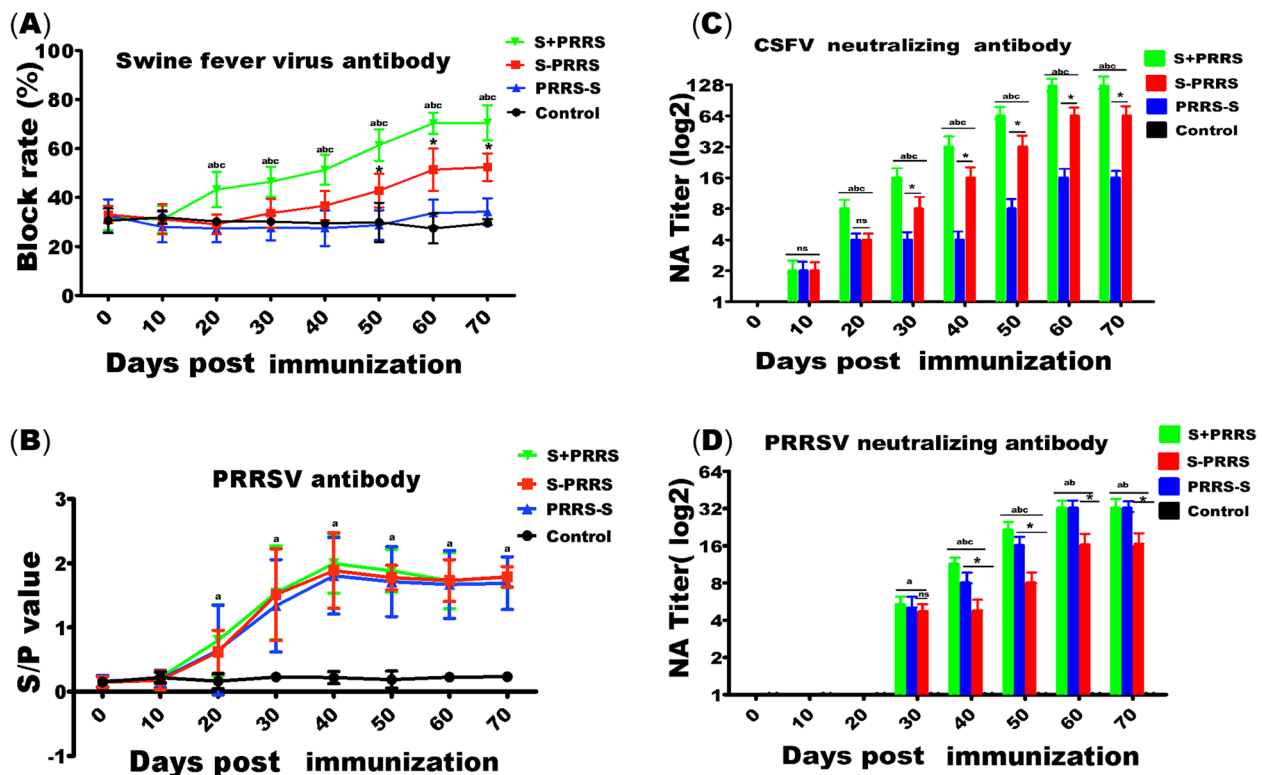 (A)
Swine fever virus antibody
S+PRRS
S-PRRS
PRRS-S
Control
Block rate (%)
100
80
60
40
20
0
abc
abc
abc
abc
abc
abc
*
*
*
0
10
20
30
40
50
60
70
Days post immunization
(B)
PRRSV antibody
S+PRRS
S-PRRS
PRRS-S
Control
S/P value
3
2
1
0
-1
a
a
a
a
a
a
0
10
20
30
40
50
60
70
Days post immunization
(C)
CSFV neutralizing antibody
S+PRRS
S-PRRS
PRRS-S
Control
NA Titer (log2)
128
64
32
16
8
4
2
1
ns
abc
ns
abc
*
abc
*
abc
*
abc
*
abc
*
0
10
20
30
40
50
60
70
Days post immunization
(D)
PRRSV neutralizing antibody
S+PRRS
S-PRRS
PRRS-S
Control
NA Titer( log2)
64
32
16
8
4
2
1
a
ns
abc
*
abc
*
ab
*
ab
*
0
10
20
30
40
50
60
70
Days post immunization